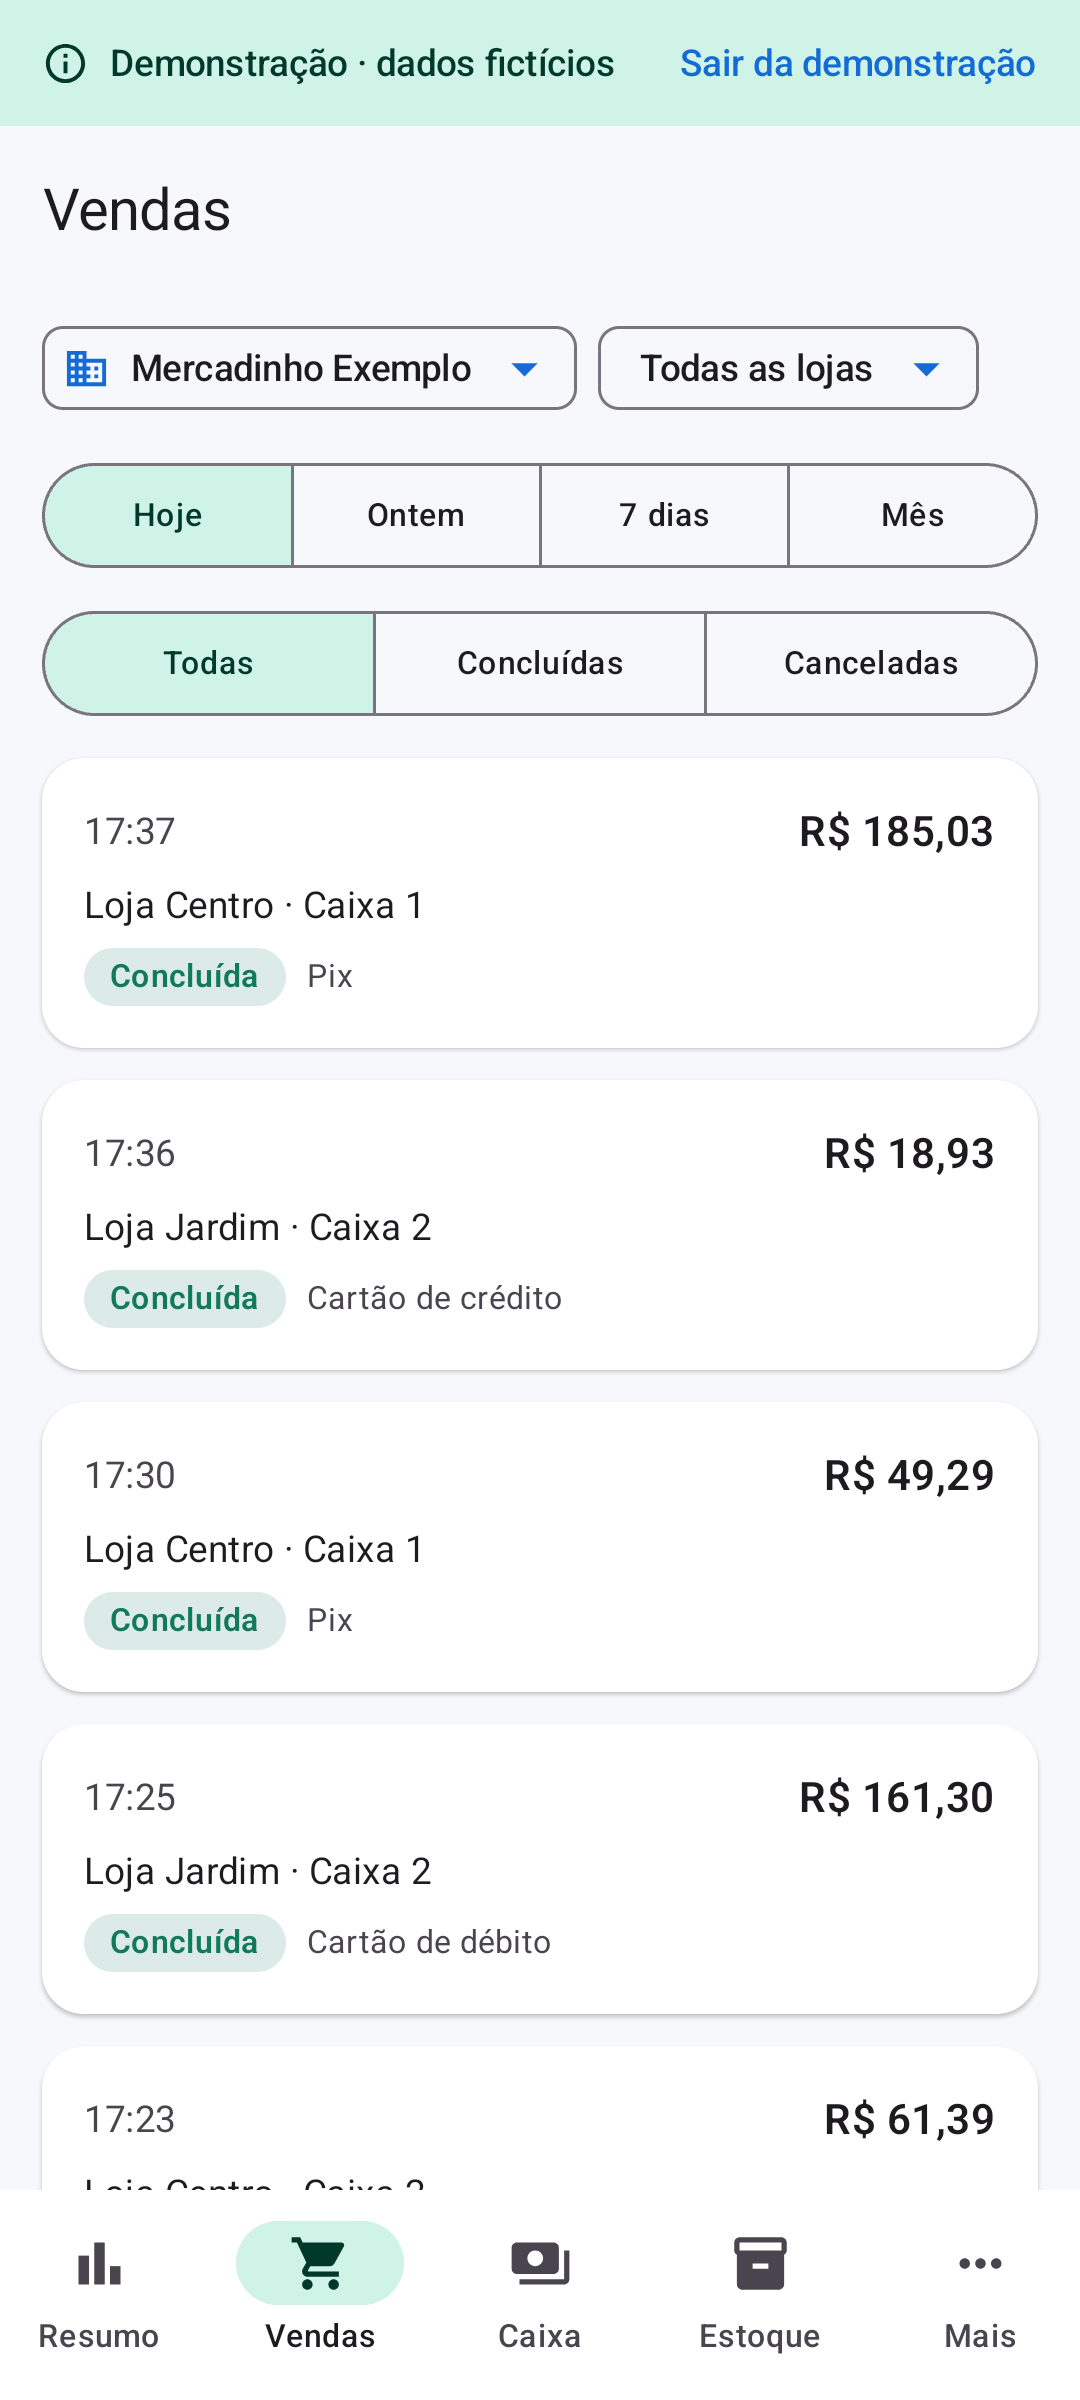 Demonstração · dados fictícios Sair da demonstração
Vendas
Mercadinho Exemplo Todas as lojas
Hoje Ontem 7 dias Mês
Todas Concluídas Canceladas
17:37 R$ 185,03
Loja Centro · Caixa 1
Concluída Pix
17:36 R$ 18,93
Loja Jardim · Caixa 2
Concluída Cartão de crédito
17:30 R$ 49,29
Loja Centro · Caixa 1
Concluída Pix
17:25 R$ 161,30
Loja Jardim · Caixa 2
Concluída Cartão de débito
17:23 R$ 61,39
Loja Centro · Caixa
Resumo Vendas Caixa Estoque Mais